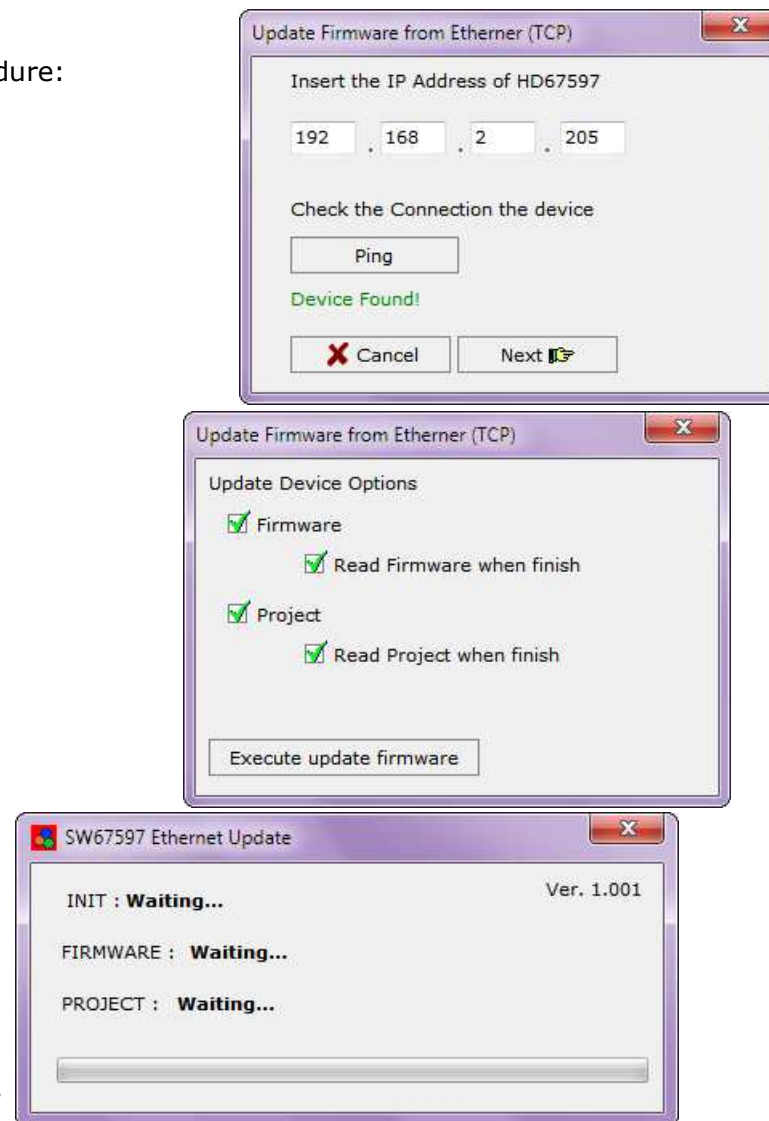 dure:
Update Firmware from Etherner (TCP)
Insert the IP Address of HD67597
192 . 168 . 2 . 205
Check the Connection the device
Ping
Device Found!
Cancel Next
Update Firmware from Etherner (TCP)
Update Device Options
Firmware
Read Firmware when finish
Project
Read Project when finish
Execute update firmware
SW67597 Ethernet Update
Ver. 1.001
INIT : Waiting...
FIRMWARE : Waiting...
PROJECT : Waiting...